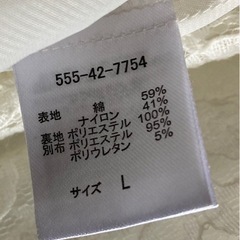 555-42-7754
表地 綿 59%
ナイロン 41%
裏地 ポリエステル 100%
別布 ポリエステル 95%
ポリウレタン 5%
サイズ L